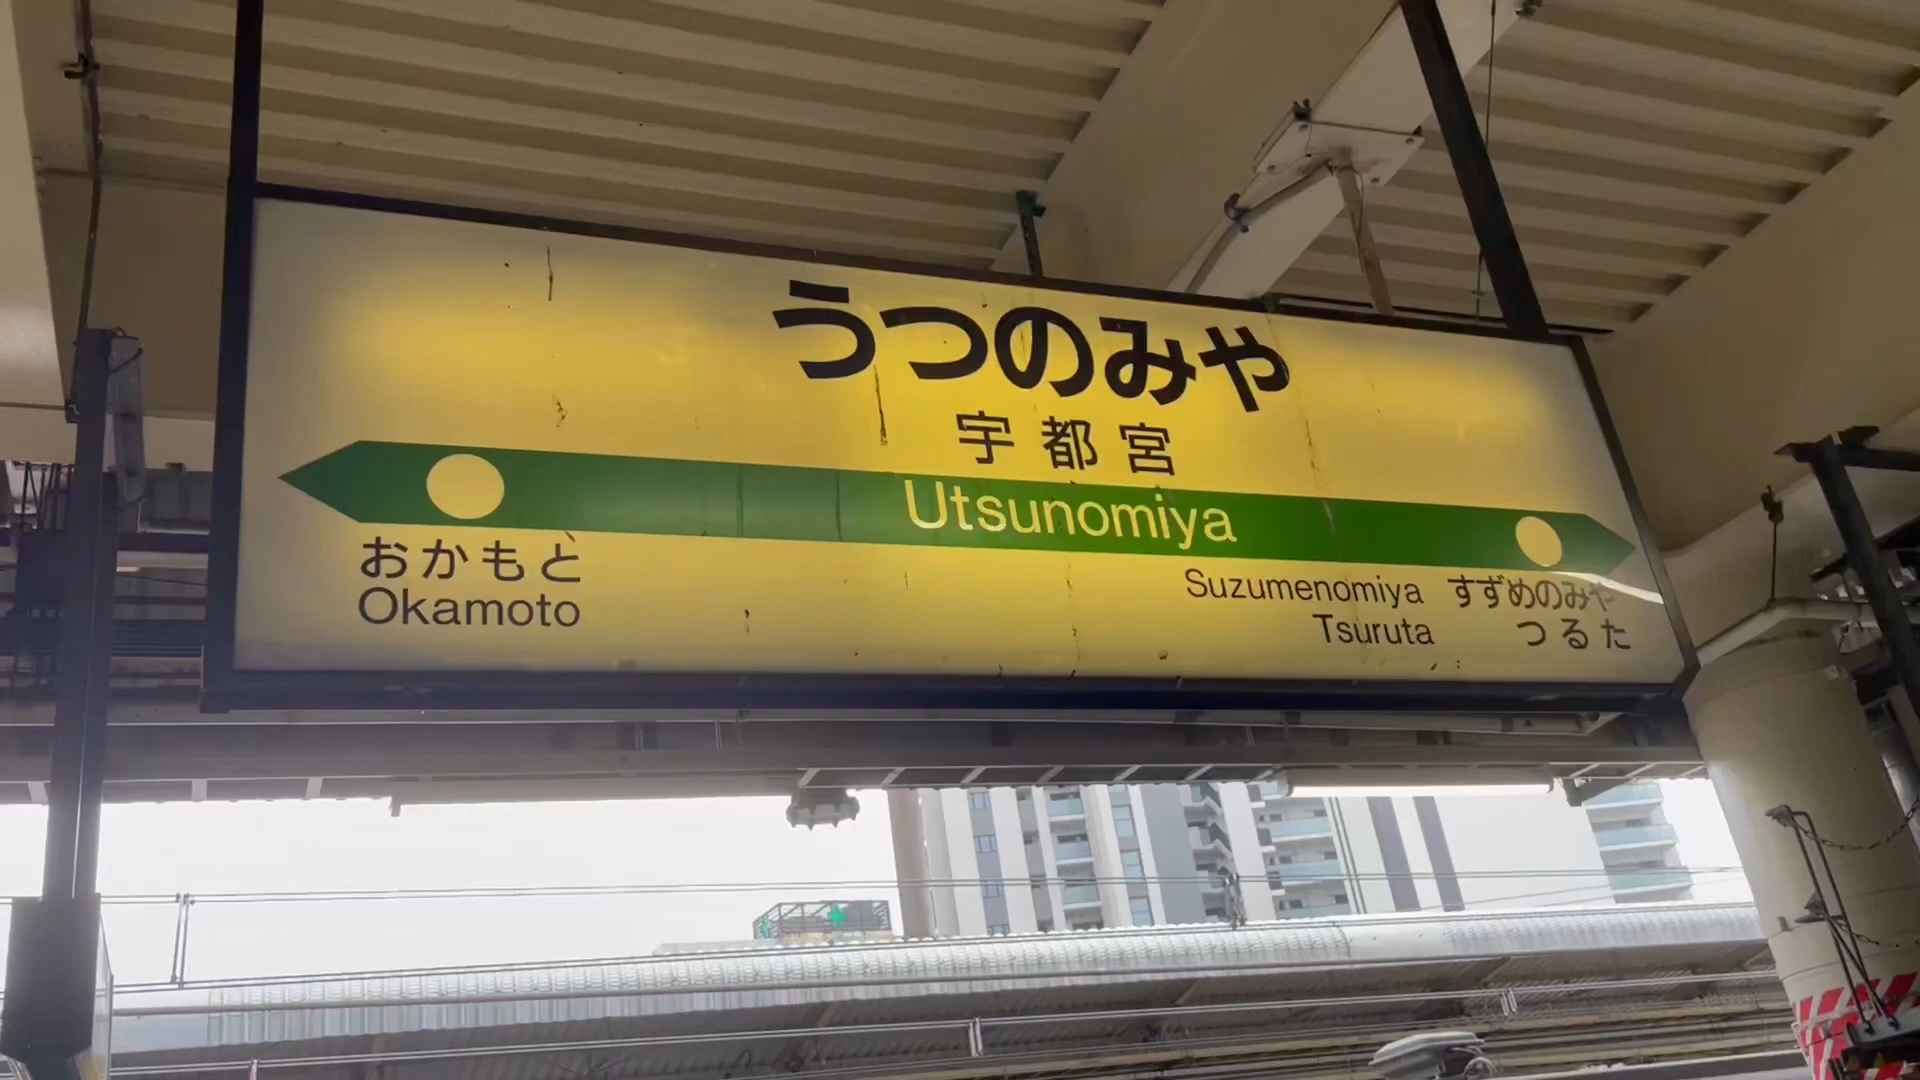 うつのみや
宇都宮
Utsunomiya
おかもと
Okamoto
Suzumenomiya すずめのみや
Tsuruta つるた